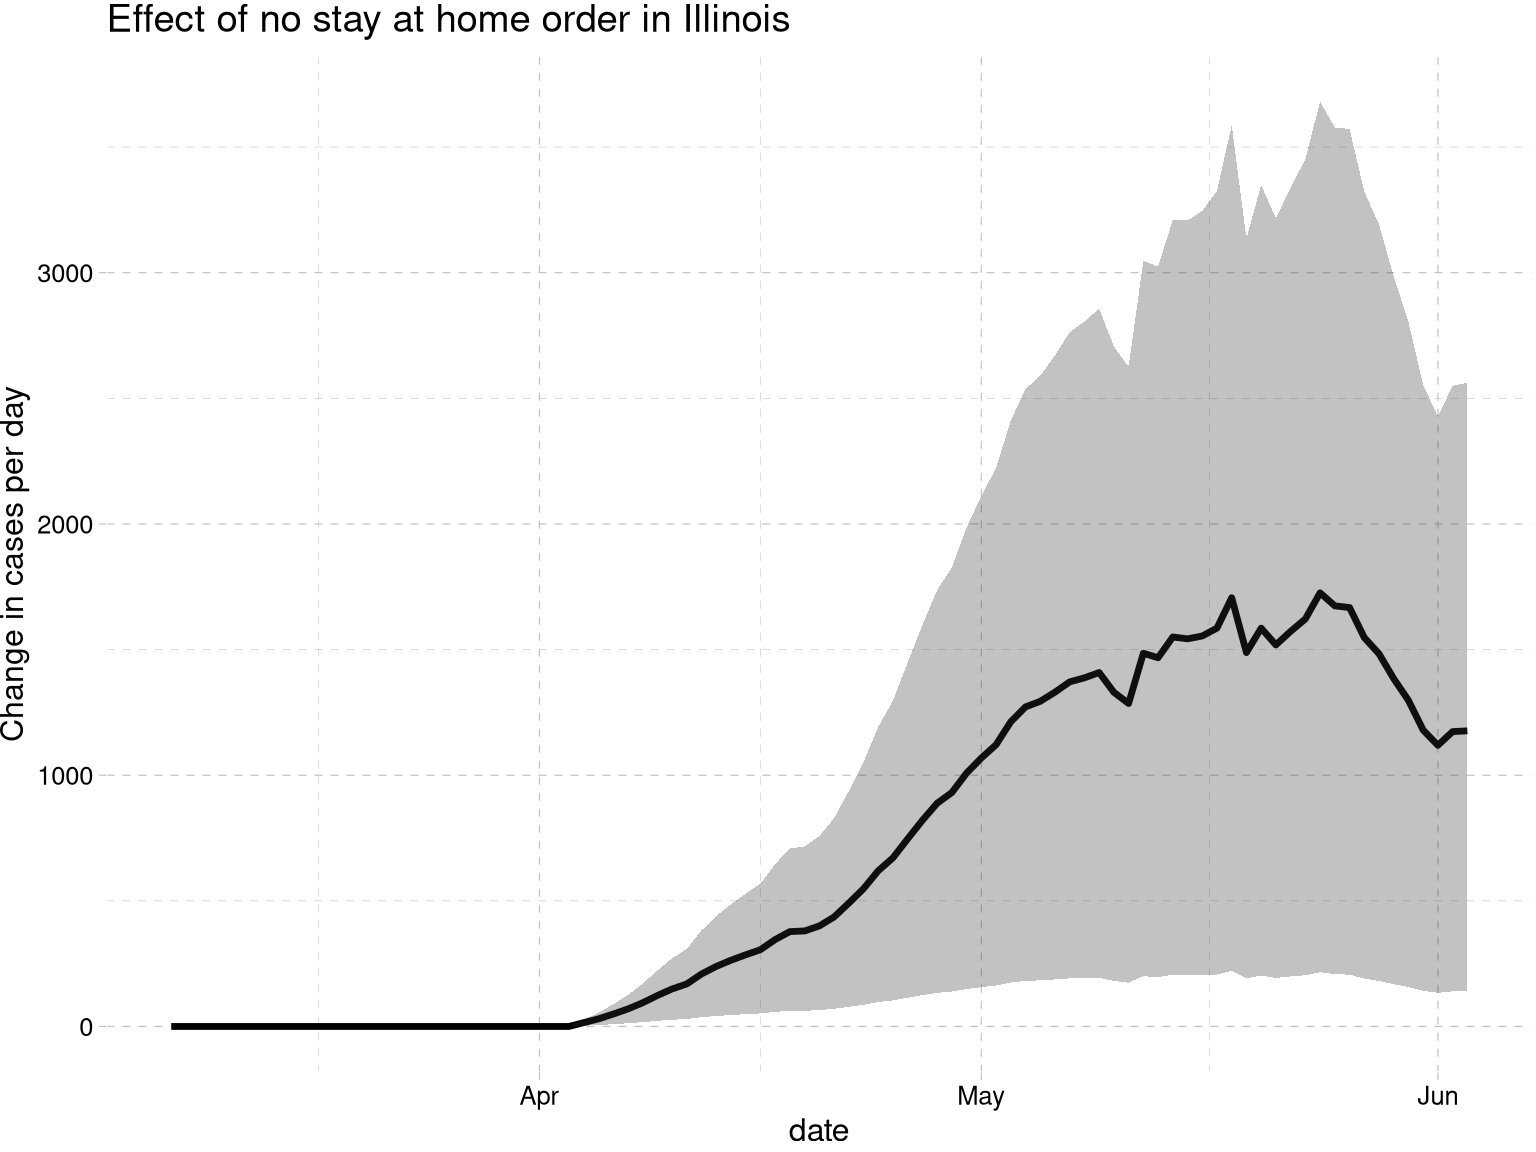 Effect of no stay at home order in Illinois
Change in cases per day
3000
2000
1000
0
Apr
May
Jun
date